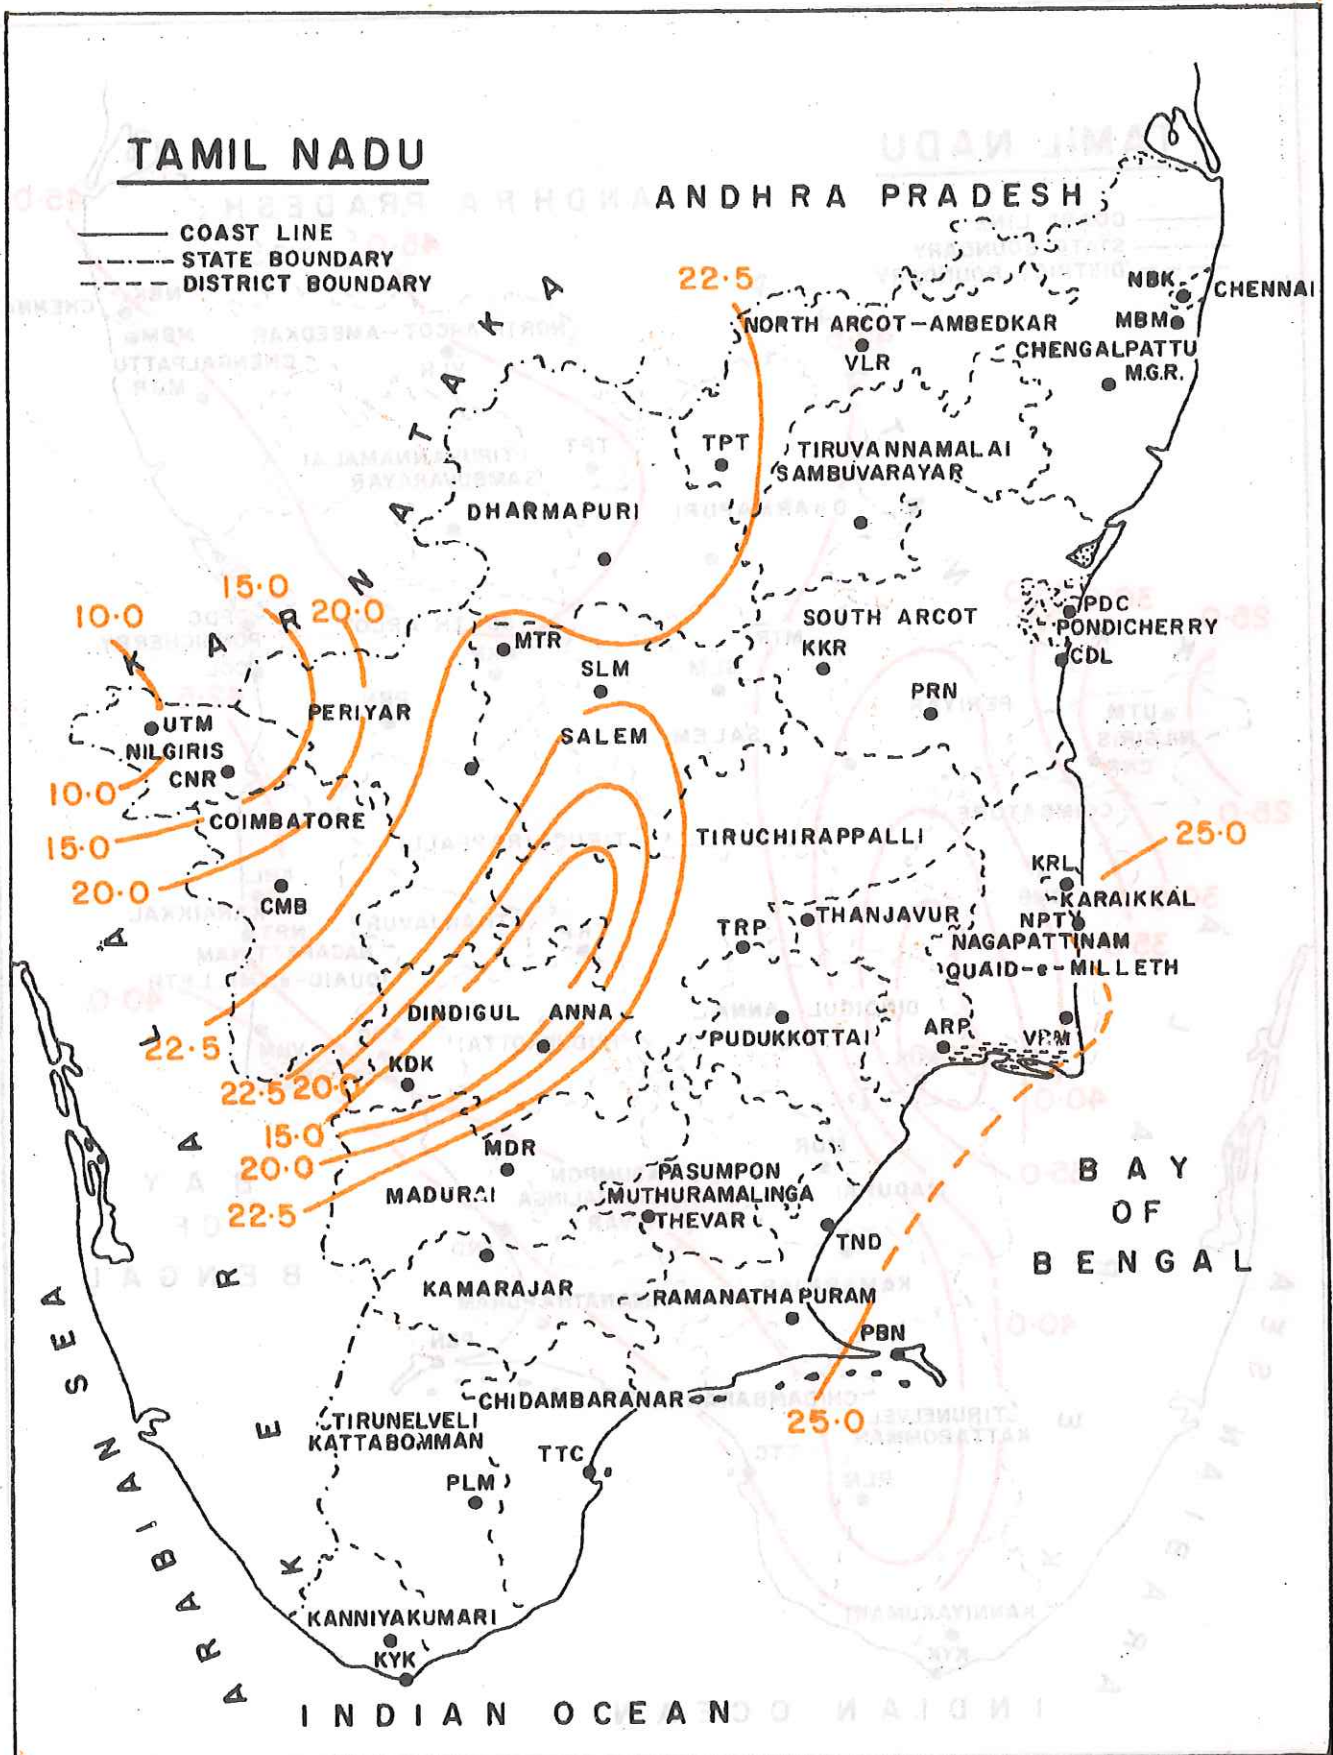 TAMIL NADU
COAST LINE
STATE BOUNDARY
DISTRICT BOUNDARY
ANDHRA PRADESH
KARNATAKA
22.5
NBK
CHENNAI
NORTH ARCOT-AMBEDKAR
MBM
VLR
CHENGALPATTU
M.G.R.
TPT
TIRUVANNAMALAI
SAMBUVARAYAR
DHARMAPURI
15.0
10.0
20.0
PDC
SOUTH ARCOT
PONDICHERRY
MTR
KKR
CDL
SLM
PRN
PERIYAR
UTM
SALEM
NILGIRIS
CNR
10.0
COIMBATORE
15.0
TIRUCHIRAPPALLI
25.0
20.0
KRL
CMB
KARAIKKAL
TRP
THANJAVUR
NPT
NAGAPATTINAM
QUAID-e-MILLETH
DINDIGUL ANNA
PUDUKKOTTAI
ARP
VPM
22.5
KDK
22.5
20.0
15.0
MDR
20.0
PASUMPON
MADURAI
MUTHURAMALINGA
22.5
THEVAR
TND
BAY
OF
BENGAL
KAMARAJAR
RAMANATHAPURAM
PBN
CHIDAMBARANAR
25.0
TIRUNELVELI
KATTABOMMAN
TTC
PLM
KERALA
ARABIAN SEA
KANNIYAKUMARI
KYK
INDIAN OCEAN